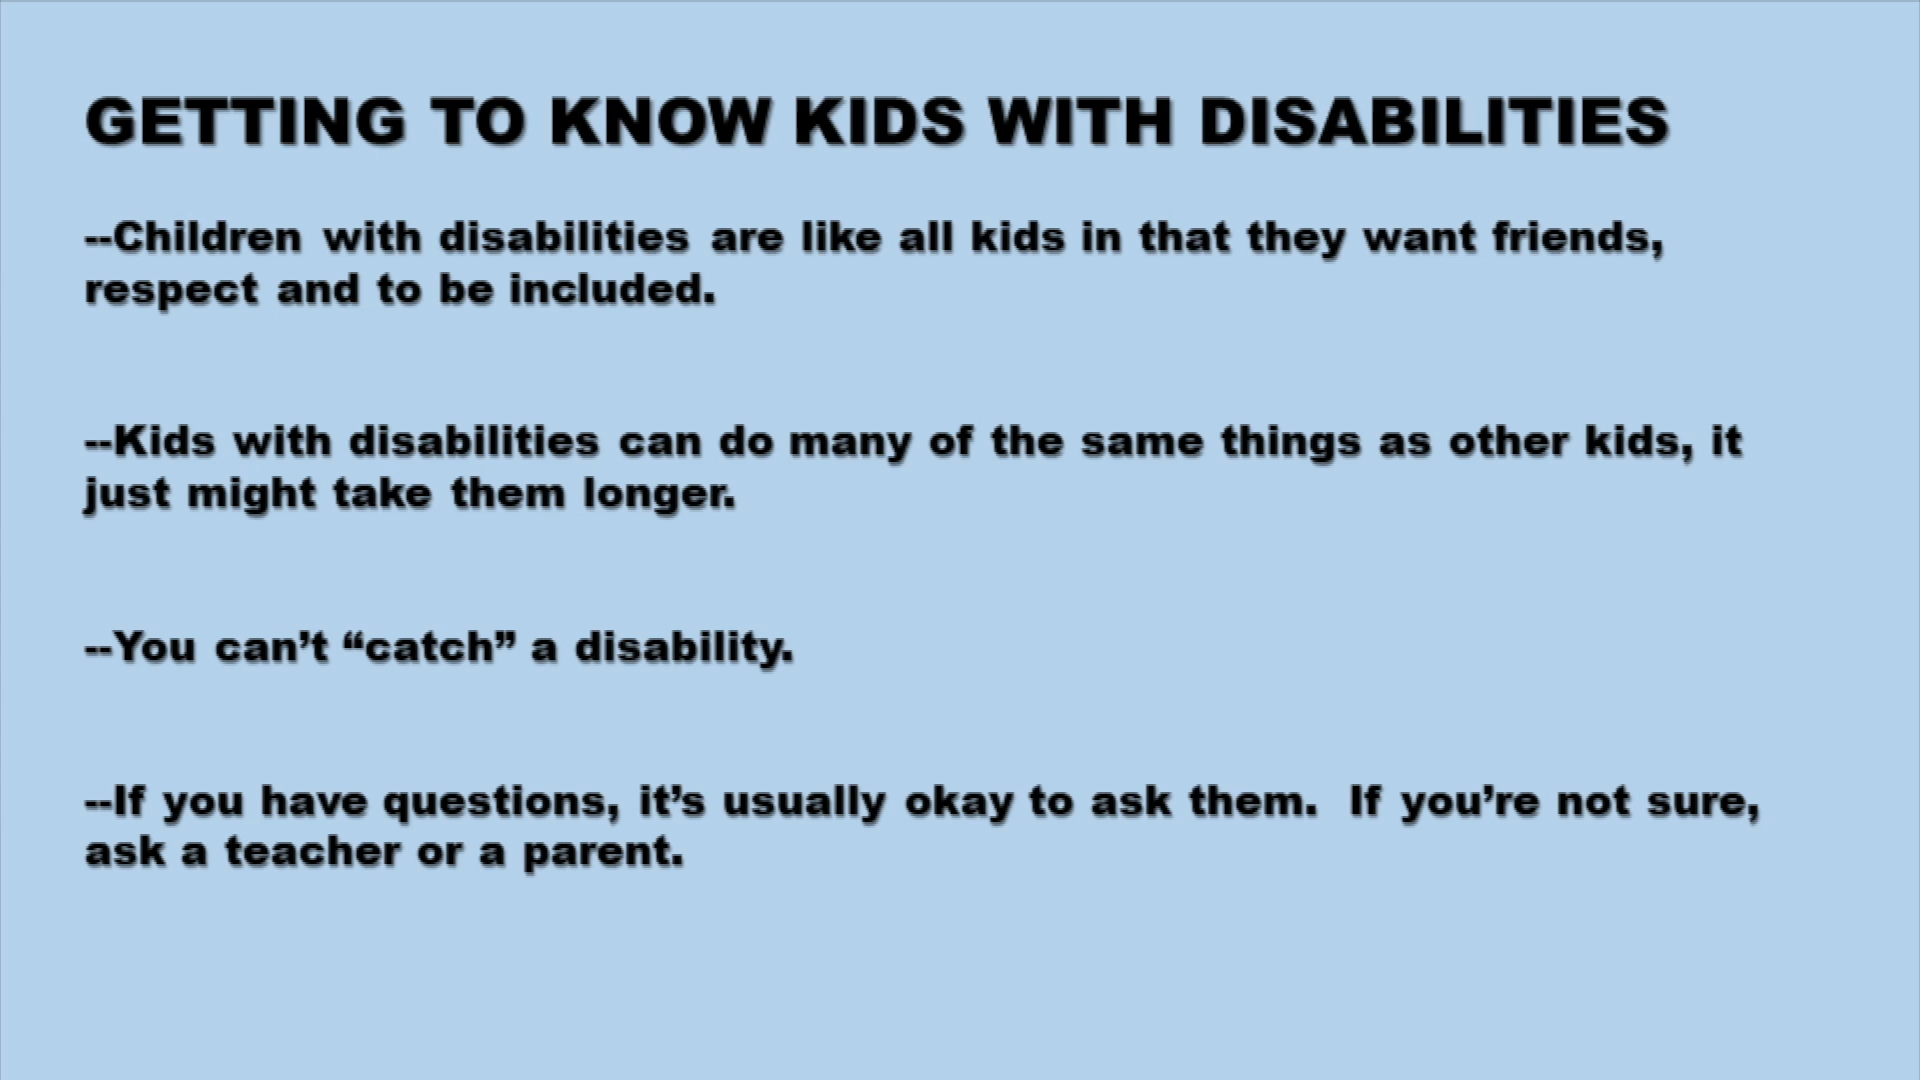 GETTING TO KNOW KIDS WITH DISABILITIES
--Children with disabilities are like all kids in that they want friends,
respect and to be included.
--Kids with disabilities can do many of the same things as other kids, it
just might take them longer.
--You can’t “catch” a disability.
--If you have questions, it’s usually okay to ask them.  If you’re not sure,
ask a teacher or a parent.